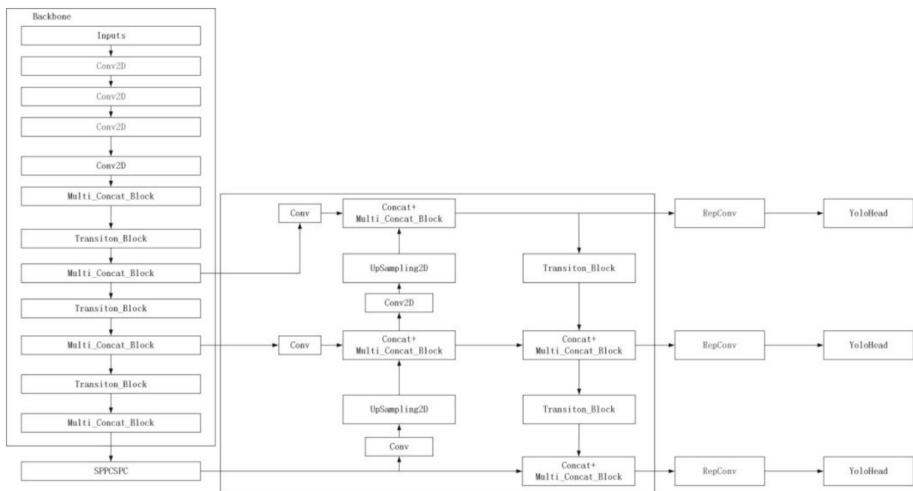 Backbone
Inputs
Conv2D
Conv2D
Conv2D
Conv2D
Multi_Concat_Block
Transiton_Block
Multi_Concat_Block
Transiton_Block
Multi_Concat_Block
Transiton_Block
Multi_Concat_Block
SPPCSPC
Conv
Concat+
Multi_Concat_Block
UpSampling2D
Conv2D
Conv
Concat+
Multi_Concat_Block
UpSampling2D
Conv
Transiton_Block
Concat+
Multi_Concat_Block
Transiton_Block
Concat+
Multi_Concat_Block
RepConv
YoloHead
RepConv
YoloHead
RepConv
YoloHead